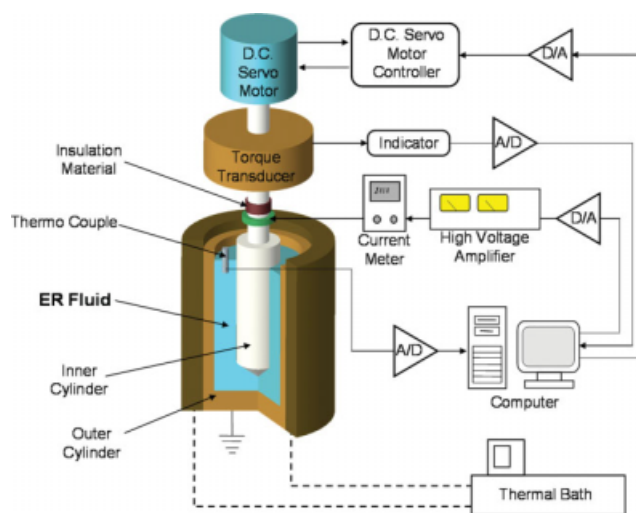 D.C.
Servo
Motor
D.C. Servo
Motor
Controller
D/A
Torque
Transducer
Indicator
A/D
Insulation
Material
Thermo Couple
Current
Meter
High Voltage
Amplifier
D/A
ER Fluid
Inner
Cylinder
A/D
Computer
Outer
Cylinder
Thermal Bath